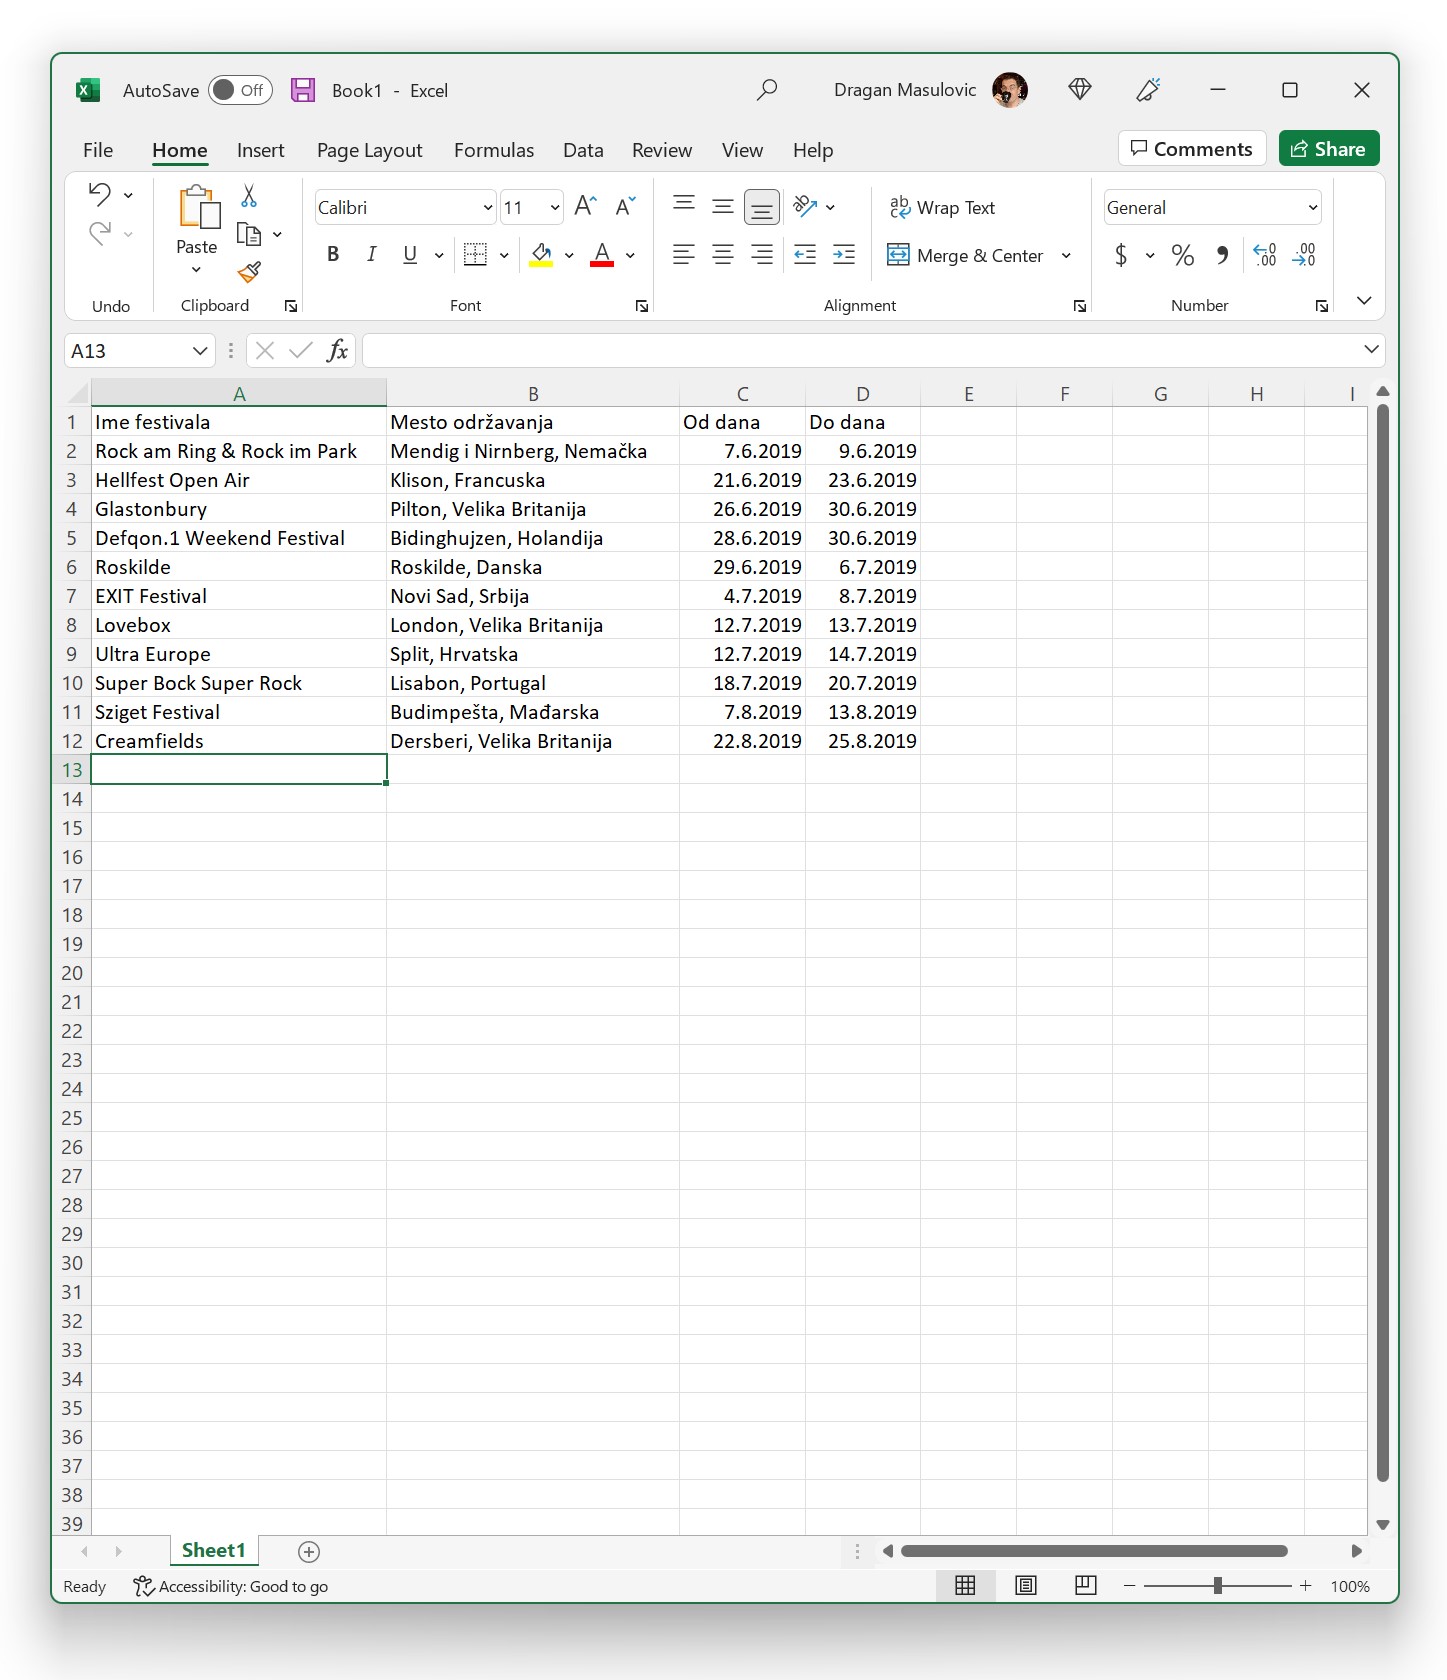 AutoSave Off Book1 - Excel Dragan Masulovic
File Home Insert Page Layout Formulas Data Review View Help Comments Share
Calibri 11 A A ab c Wrap Text General
Paste B I U A Merge & Center $ % , .0 .00 .00 .0
Undo Clipboard Font Alignment Number
A13 fx
A B C D E F G H I
1 Ime festivala Mesto održavanja Od dana Do dana
2 Rock am Ring & Rock im Park Mendig i Nirnberg, Nemačka 7.6.2019 9.6.2019
3 Hellfest Open Air Klison, Francuska 21.6.2019 23.6.2019
4 Glastonbury Pilton, Velika Britanija 26.6.2019 30.6.2019
5 Defqon.1 Weekend Festival Bidinghujzen, Holandija 28.6.2019 30.6.2019
6 Roskilde Roskilde, Danska 29.6.2019 6.7.2019
7 EXIT Festival Novi Sad, Srbija 4.7.2019 8.7.2019
8 Lovebox London, Velika Britanija 12.7.2019 13.7.2019
9 Ultra Europe Split, Hrvatska 12.7.2019 14.7.2019
10 Super Bock Super Rock Lisabon, Portugal 18.7.2019 20.7.2019
11 Sziget Festival Budimpešta, Mađarska 7.8.2019 13.8.2019
12 Creamfields Dersberi, Velika Britanija 22.8.2019 25.8.2019
13
14
15
16
17
18
19
20
21
22
23
24
25
26
27
28
29
30
31
32
33
34
35
36
37
38
39
Sheet1
Ready Accessibility: Good to go 100%